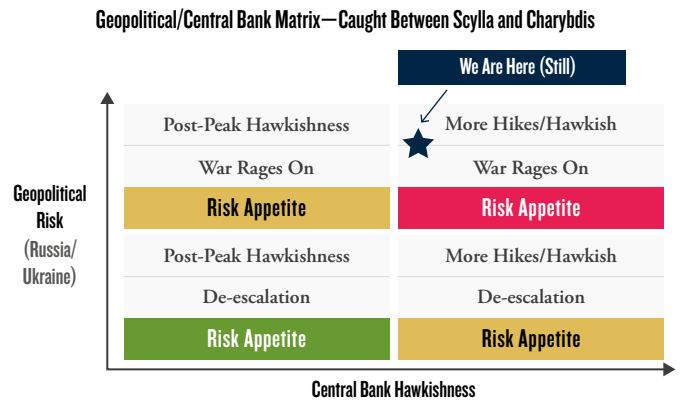 Geopolitical/Central Bank Matrix—Caught Between Scylla and Charybdis
We Are Here (Still)
Post-Peak Hawkishness
More Hikes/Hawkish
War Rages On
War Rages On
Risk Appetite
Risk Appetite
Geopolitical
Risk
(Russia/
Ukraine)
Post-Peak Hawkishness
More Hikes/Hawkish
De-escalation
De-escalation
Risk Appetite
Risk Appetite
Central Bank Hawkishness